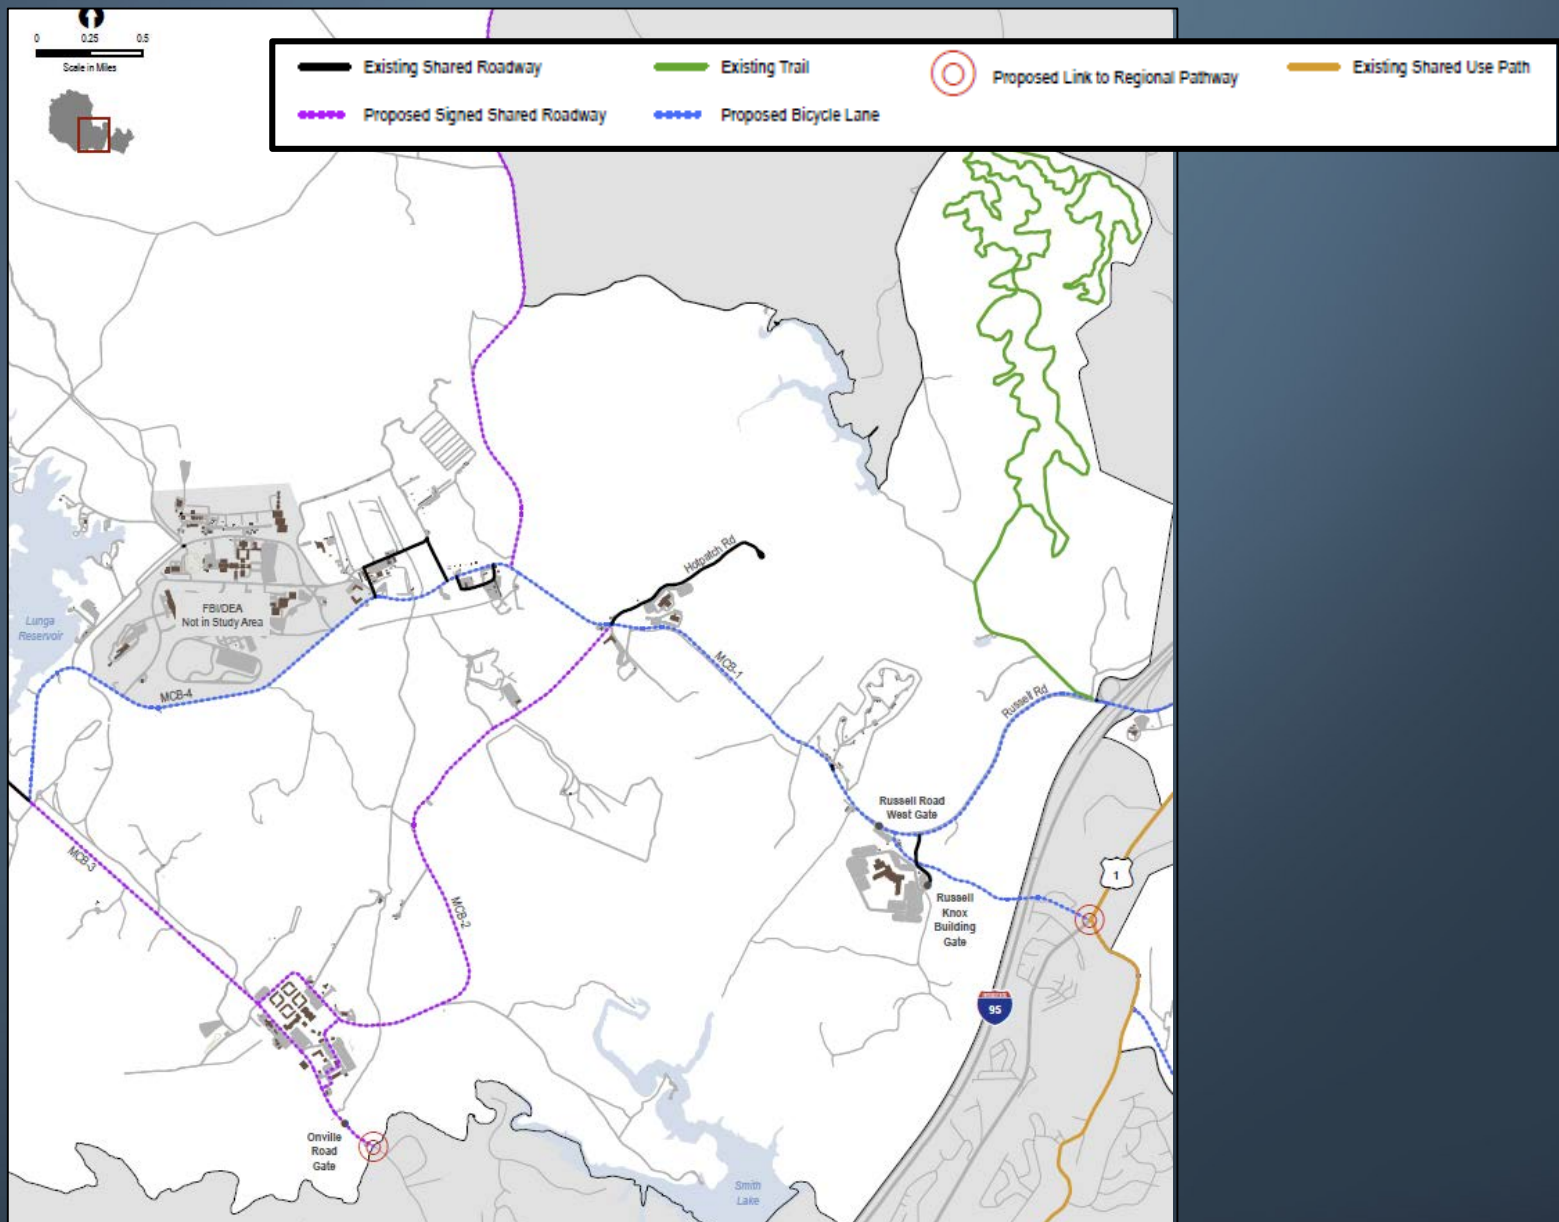 0 0.25 0.5
Scale in Miles
Existing Shared Roadway
Existing Trail
Proposed Link to Regional Pathway
Existing Shared Use Path
Proposed Signed Shared Roadway
Proposed Bicycle Lane
Hotpatch Rd
FBI/DEA
Not in Study Area
Lunga
Reservoir
MCB-4
MCB-1
Russell Rd
Russell Road
West Gate
MCB-3
1
MCB-2
Russell
Knox
Building
Gate
95
Onville
Road
Gate
Smith
Lake